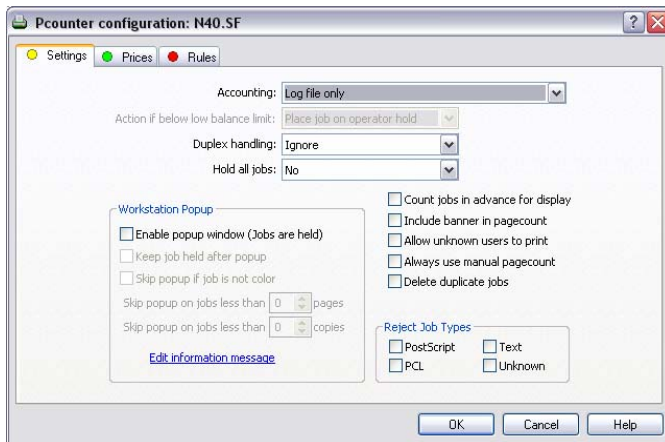 Pcounter configuration: N40.SF
Settings Prices Rules
Accounting: Log file only
Action if below low balance limit: Place job on operator hold
Duplex handling: Ignore
Hold all jobs: No
Workstation Popup
Enable popup window (Jobs are held)
Keep job held after popup
Skip popup if job is not color
Skip popup on jobs less than 0 pages
Skip popup on jobs less than 0 copies
Edit information message
Count jobs in advance for display
Include banner in pagecount
Allow unknown users to print
Always use manual pagecount
Delete duplicate jobs
Reject Job Types
PostScript Text
PCL Unknown
OK Cancel Help